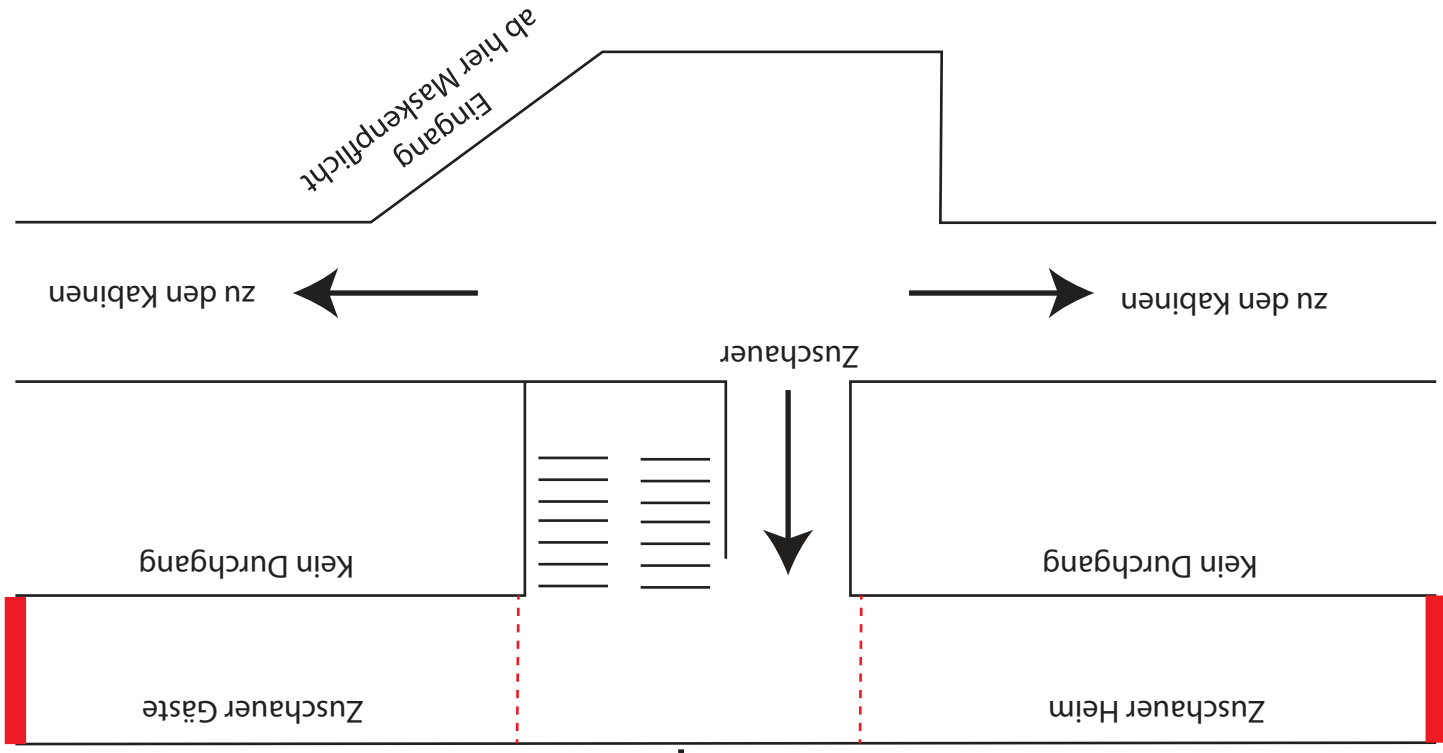 Zuschauer Heim
Zuschauer Gäste
Kein Durchgang
Kein Durchgang
Zuschauer
zu den Kabinen
zu den Kabinen
Eingang
ab hier Maskenpflicht